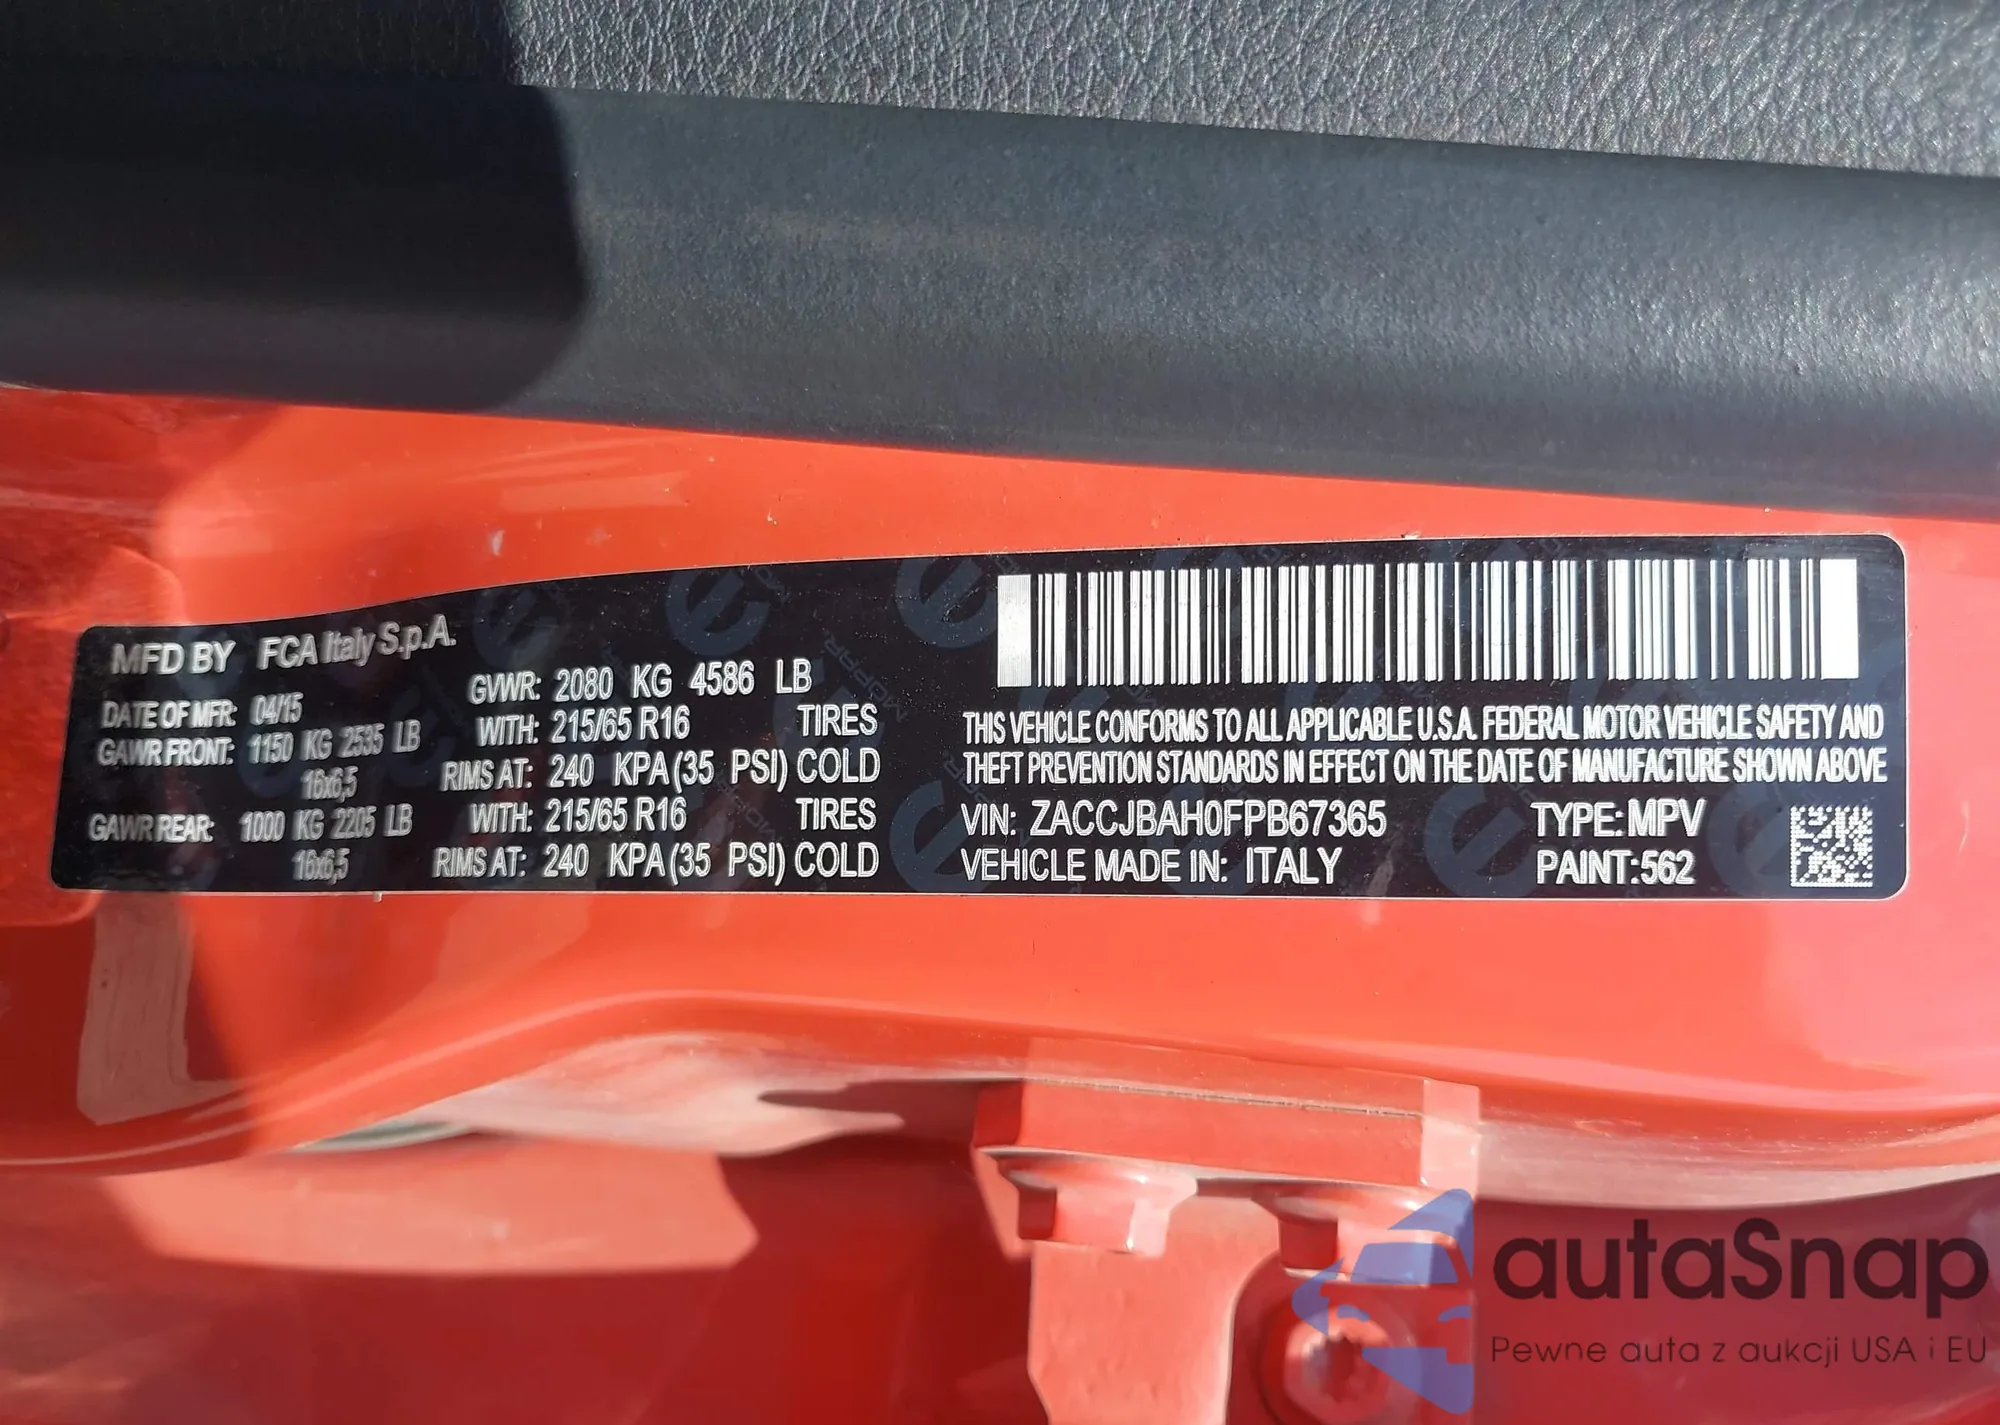 MFD BY FCA Italy S.p.A.
DATE OF MFR: 04/15 GVWR: 2080 KG 4586 LB
GAWR FRONT: 1150 KG 2535 LB WITH: 215/65 R16 TIRES
16x6,5 RIMS AT: 240 KPA (35 PSI) COLD
GAWR REAR: 1000 KG 2205 LB WITH: 215/65 R16 TIRES
16x6,5 RIMS AT: 240 KPA (35 PSI) COLD
THIS VEHICLE CONFORMS TO ALL APPLICABLE U.S.A. FEDERAL MOTOR VEHICLE SAFETY AND
THEFT PREVENTION STANDARDS IN EFFECT ON THE DATE OF MANUFACTURE SHOWN ABOVE
VIN: ZACCJBAH0FPB67365 TYPE: MPV
VEHICLE MADE IN: ITALY PAINT: 562
autaSnap
Pewne auta z aukcji USA i EU